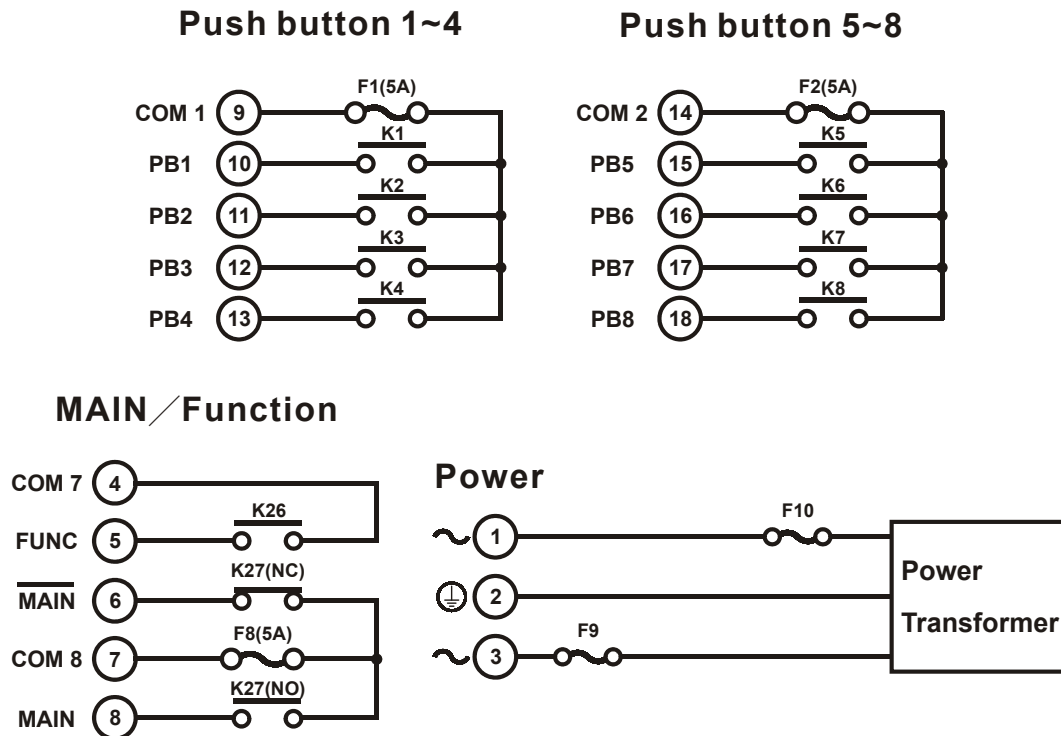 Push button 1~4
F1(5A)
COM 1 9
K1
PB1 10
K2
PB2 11
K3
PB3 12
K4
PB4 13
Push button 5~8
F2(5A)
COM 2 14
K5
PB5 15
K6
PB6 16
K7
PB7 17
K8
PB8 18
MAIN/Function
COM 7 4
K26
FUNC 5
K27(NC)
MAIN 6
F8(5A)
COM 8 7
K27(NO)
MAIN 8
Power
F10
~ 1
2
F9
~ 3
Power
Transformer